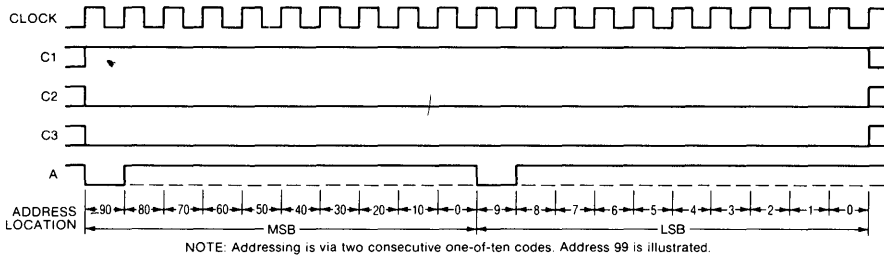 CLOCK
C1
C2
C3
A
ADDRESS LOCATION
90 80 70 60 50 40 30 20 10 0 9 8 7 6 5 4 3 2 1 0
MSB LSB
NOTE: Addressing is via two consecutive one-of-ten codes. Address 99 is illustrated.